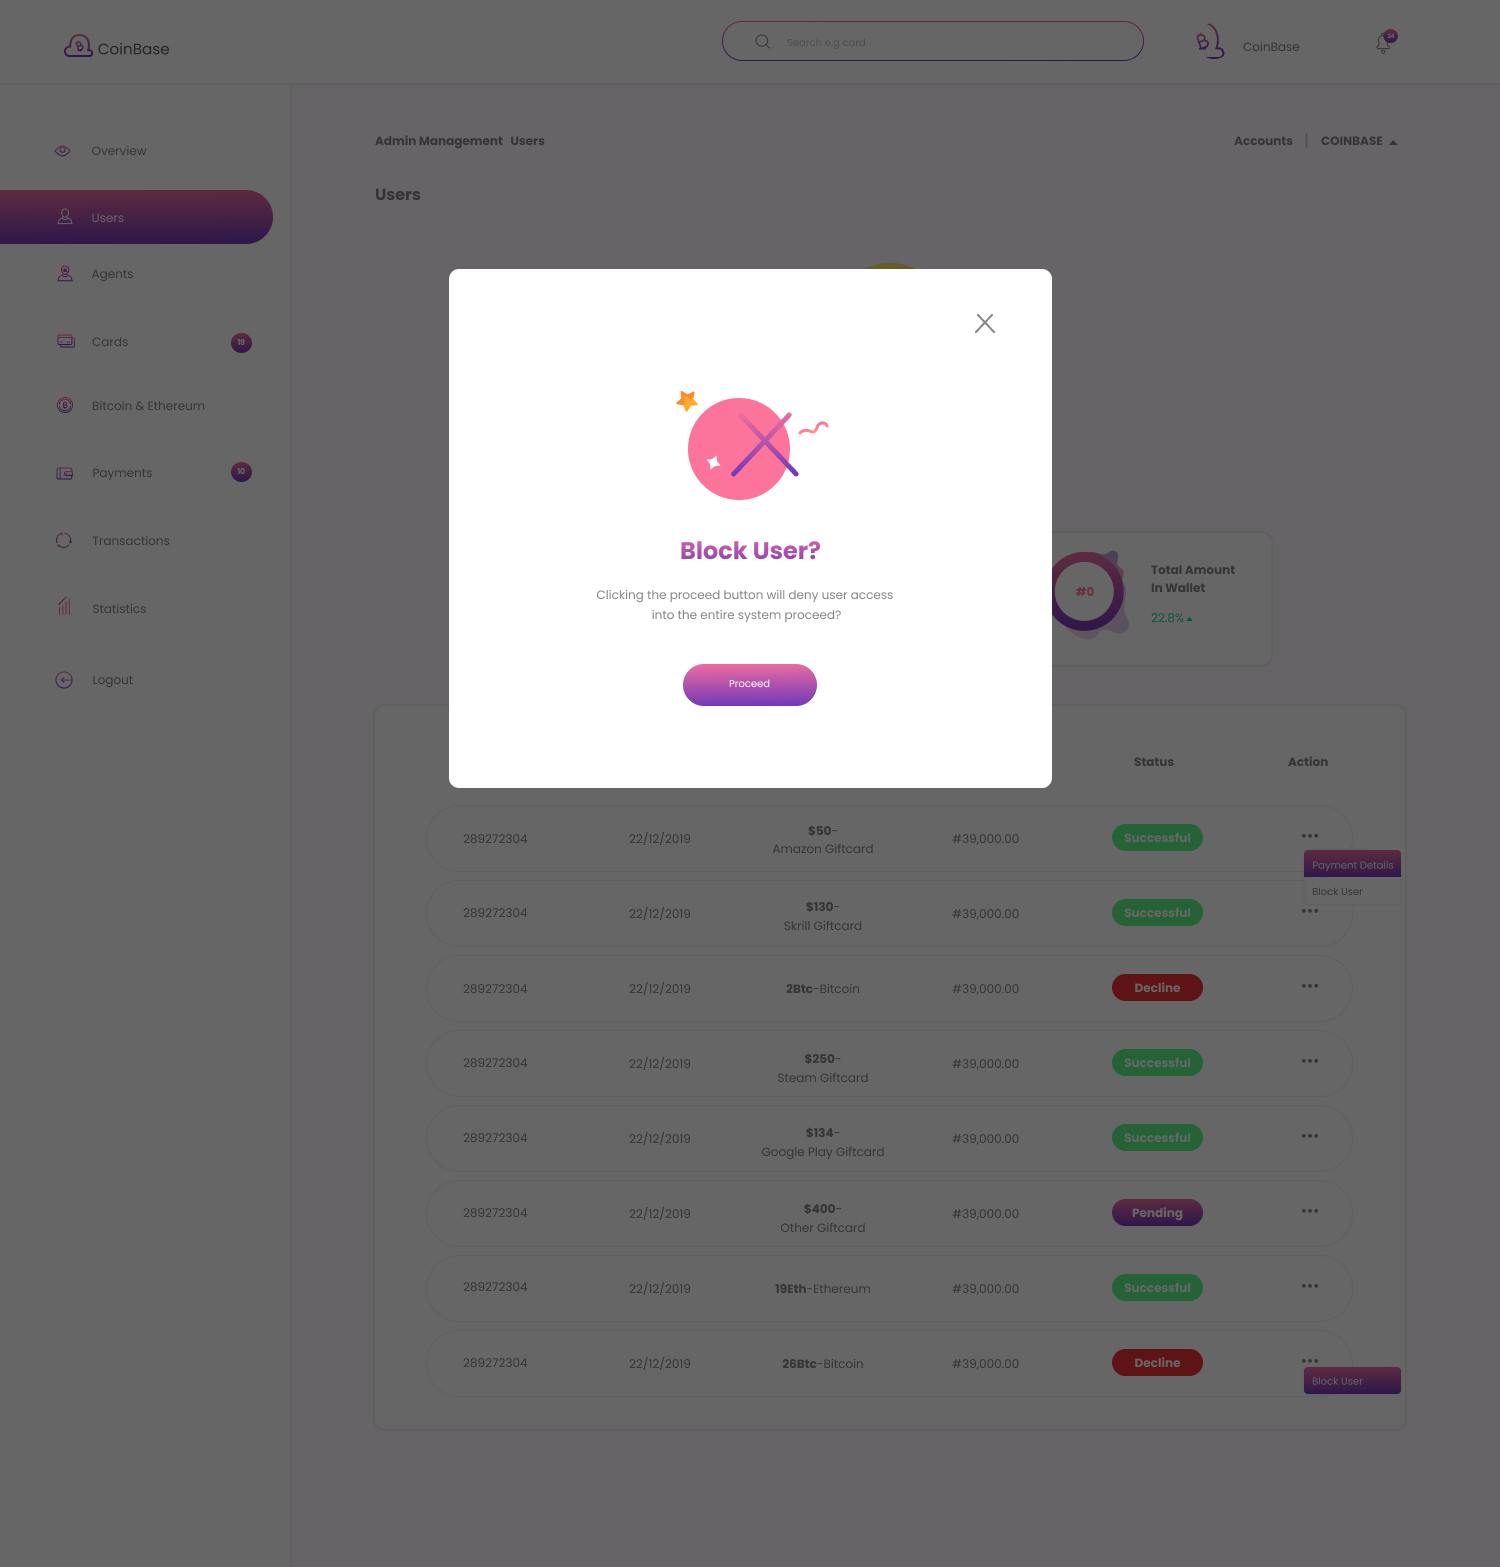 CoinBase
Search e.g card
CoinBase
34
Admin Management Users
Accounts | COINBASE
Users
Overview
Users
Agents
Cards
19
Bitcoin & Ethereum
Payments
10
Transactions
Statistics
Logout
Block User?
Clicking the proceed button will deny user access
into the entire system proceed?
Proceed
#0
Total Amount
In Wallet
22.8%
Status Action
289272304 22/12/2019 $50- #39,000.00 Successful
Amazon Giftcard
Payment Details
Block User
289272304 22/12/2019 $130- #39,000.00 Successful
Skrill Giftcard
289272304 22/12/2019 2Btc-Bitcoin #39,000.00 Decline
289272304 22/12/2019 $250- #39,000.00 Successful
Steam Giftcard
289272304 22/12/2019 $134- #39,000.00 Successful
Google Play Giftcard
289272304 22/12/2019 $400- #39,000.00 Pending
Other Giftcard
289272304 22/12/2019 19Eth-Ethereum #39,000.00 Successful
289272304 22/12/2019 26Btc-Bitcoin #39,000.00 Decline
Block User